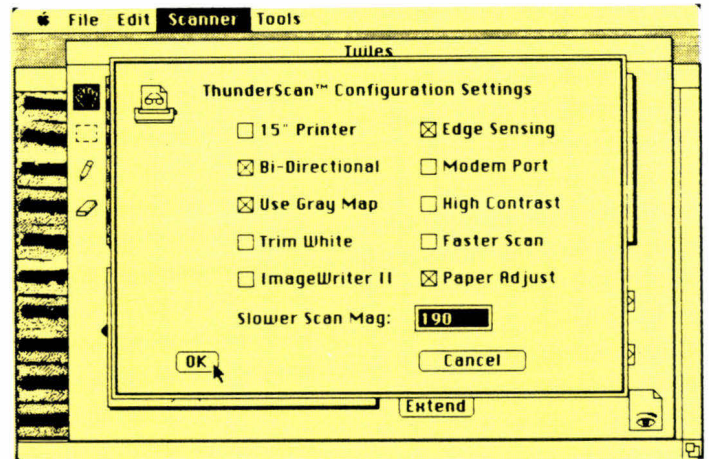 File Edit Scanner Tools
Tuiles
ThunderScan™ Configuration Settings
15" Printer
Edge Sensing
Bi-Directional
Modem Port
Use Gray Map
High Contrast
Trim White
Faster Scan
ImageWriter II
Paper Adjust
Slower Scan Mag: 190
OK
Cancel
Extend